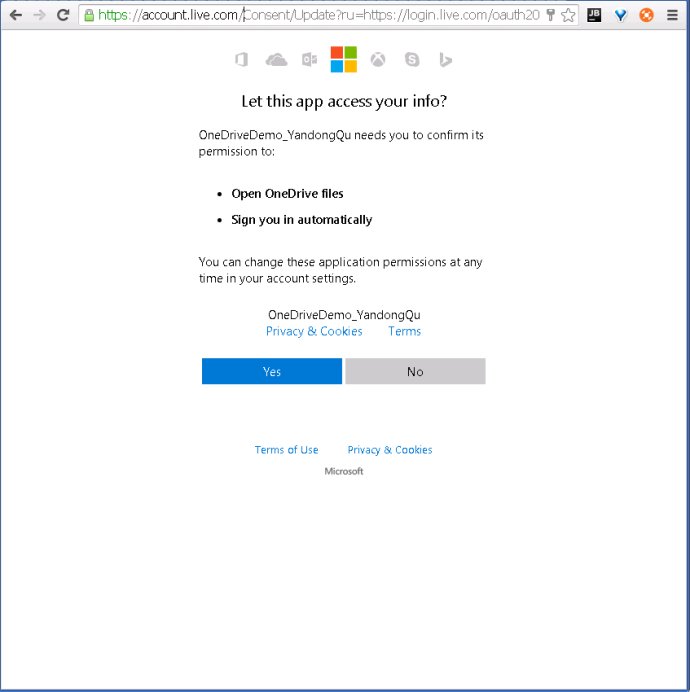 https://account.live.com/Consent/Update?ru=https://login.live.com/oauth20
JB
Let this app access your info?
OneDriveDemo_YandongQu needs you to confirm its
permission to:
• Open OneDrive files
• Sign you in automatically
You can change these application permissions at any
time in your account settings.
OneDriveDemo_YandongQu
Privacy & Cookies Terms
Yes No
Terms of Use Privacy & Cookies
Microsoft